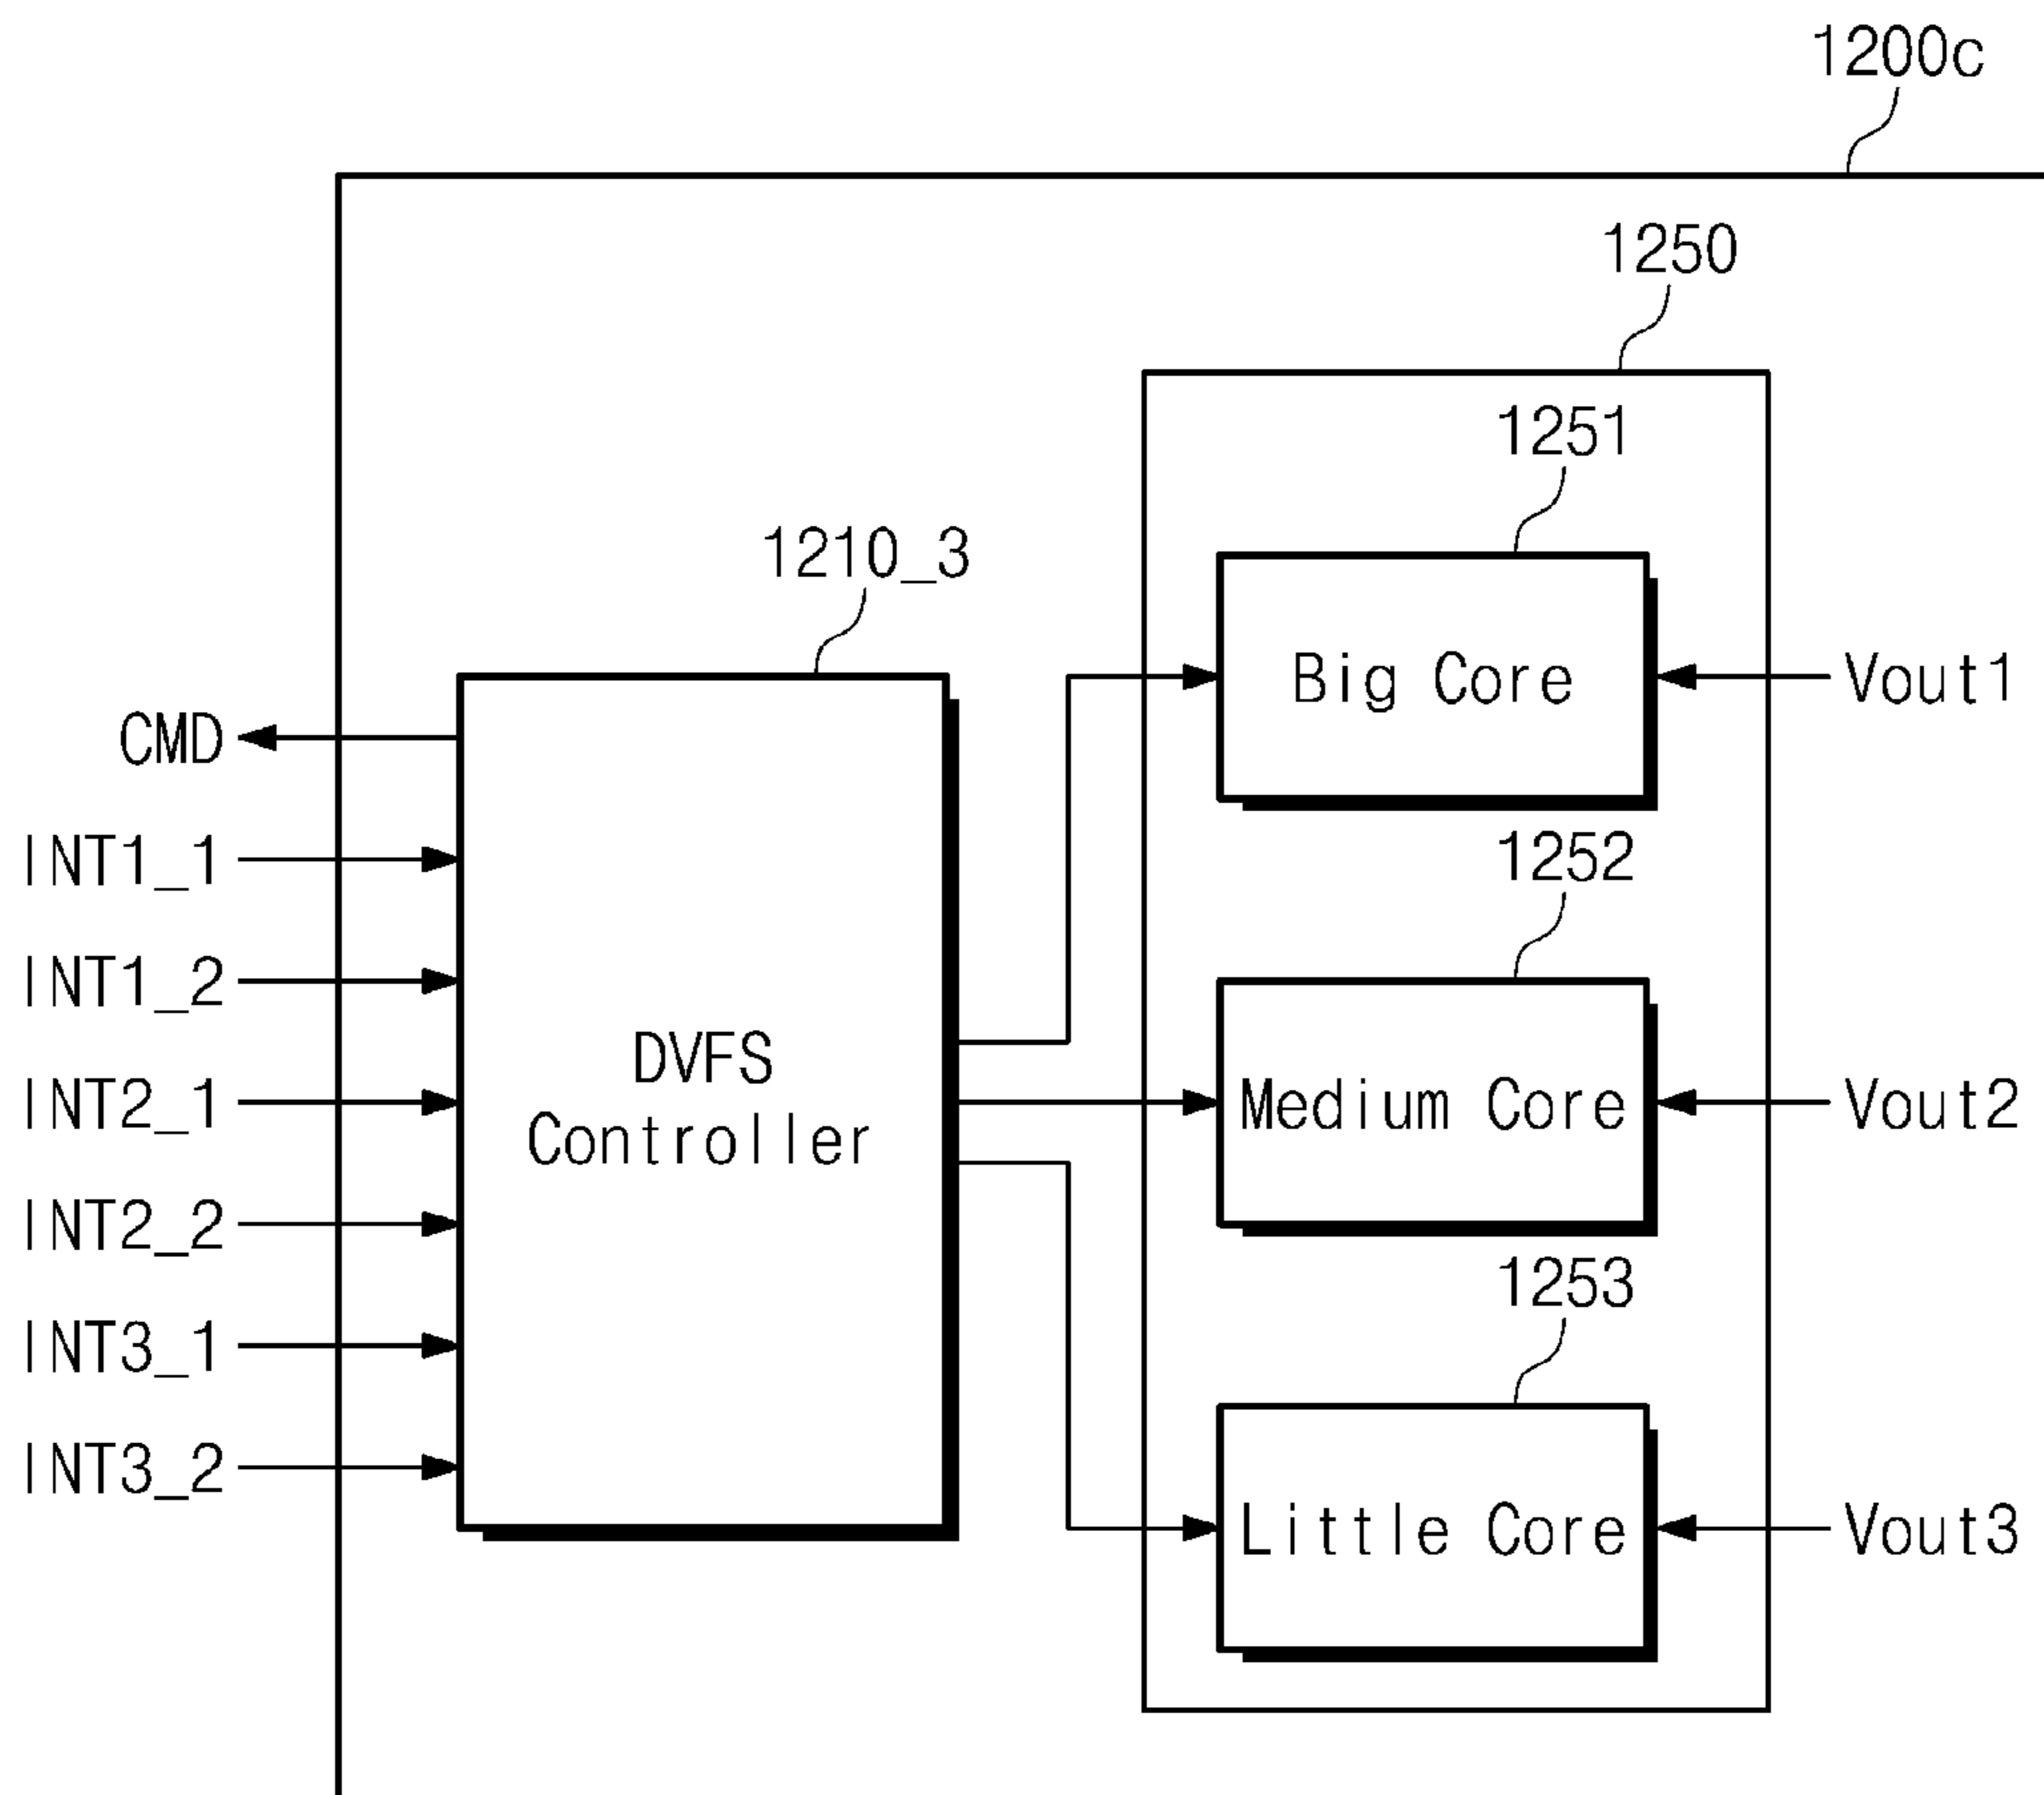 1200c
1250
1251
1210_3
Big Core
Vout1
CMD
INT1_1
1252
INT1_2
DVFS
Controller
INT2_1
Medium Core
Vout2
INT2_2
1253
INT3_1
INT3_2
Little Core
Vout3